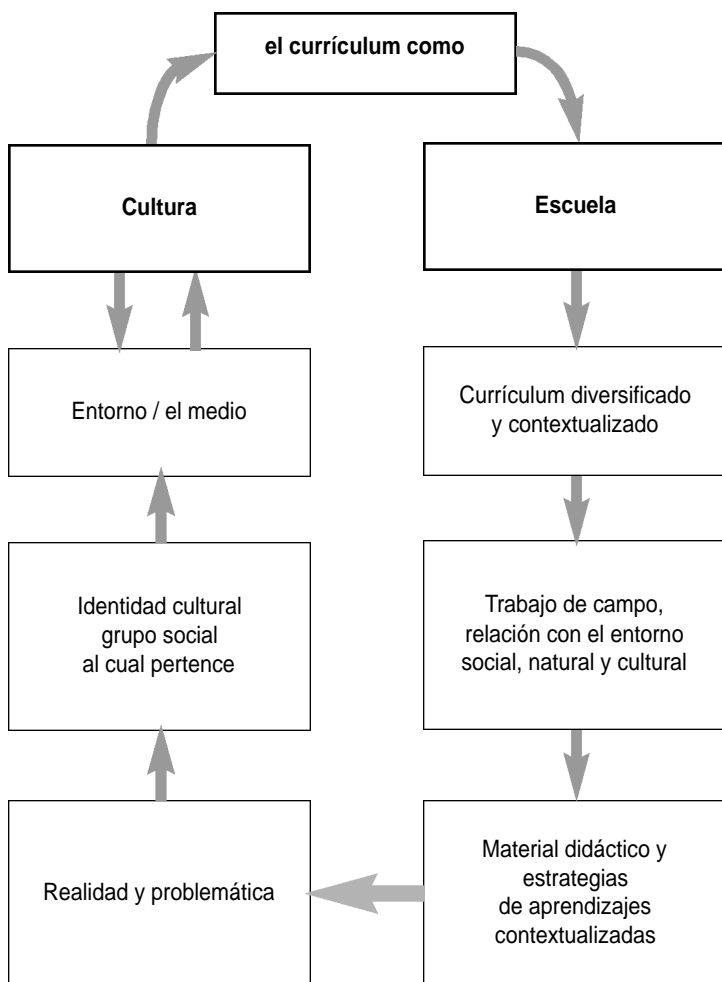 el currículum como
Cultura
Escuela
Entorno / el medio
Currículum diversificado
y contextualizado
Identidad cultural
grupo social
al cual pertence
Trabajo de campo,
relación con el entorno
social, natural y cultural
Realidad y problemática
Material didáctico y
estrategias
de aprendizajes
contextualizadas